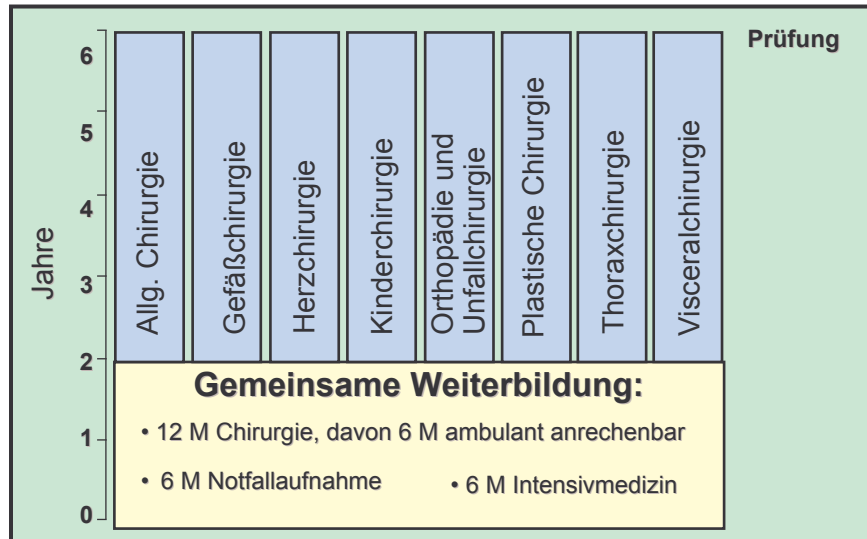 Prüfung
Jahre
6
5
4
3
2
1
0
Allg. Chirurgie
Gefäßchirurgie
Herzchirurgie
Kinderchirurgie
Orthopädie und
Unfallchirurgie
Plastische Chirurgie
Thoraxchirurgie
Visceralchirurgie
Gemeinsame Weiterbildung:
• 12 M Chirurgie, davon 6 M ambulant anrechenbar
• 6 M Notfallaufnahme
• 6 M Intensivmedizin